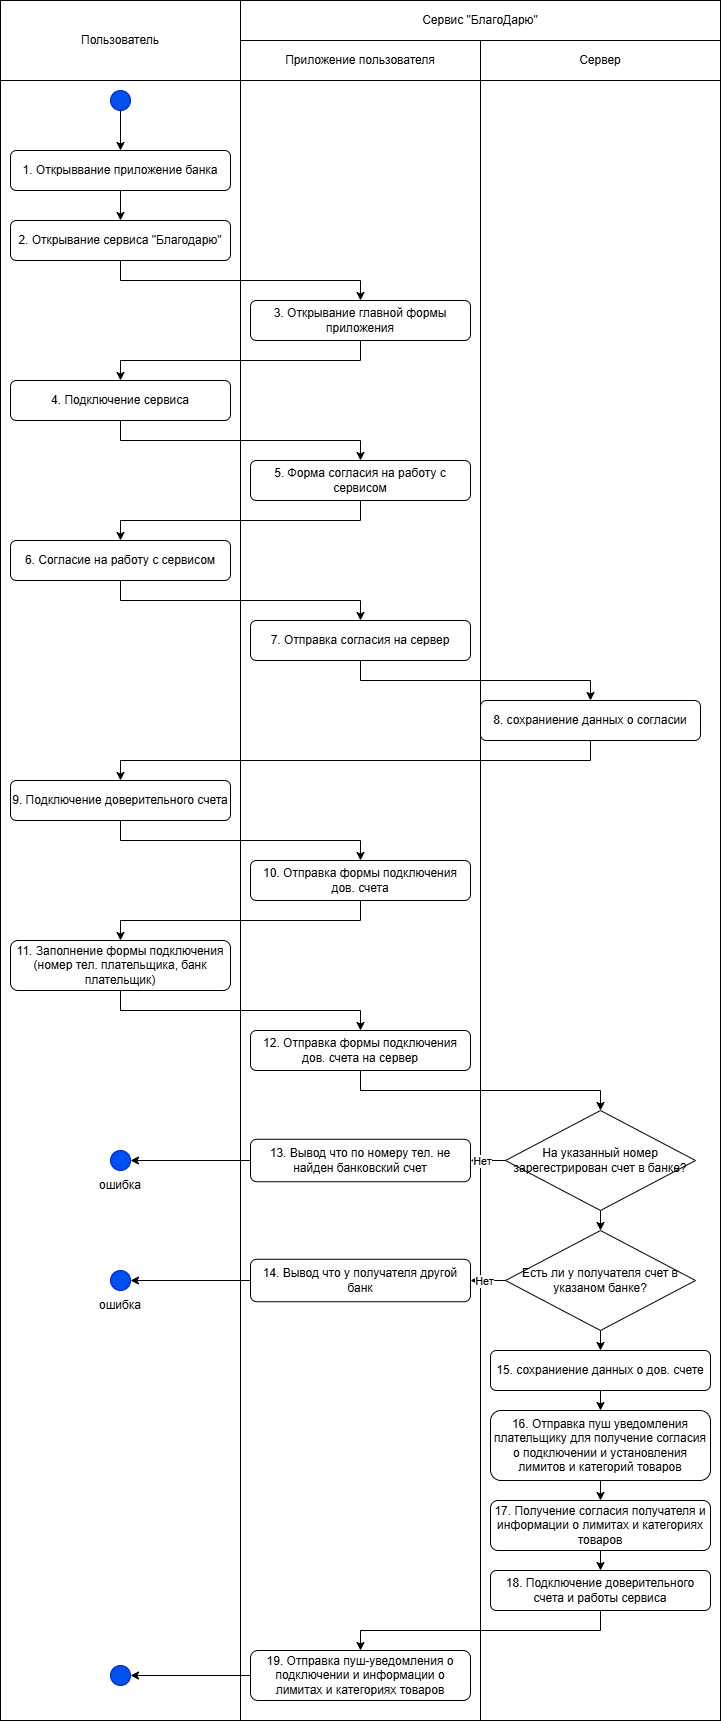 Пользователь
Сервис "БлагоДарю"
Приложение пользователя
Сервер
1. Открыввание приложение банка
2. Открывание сервиса "Благодарю"
3. Открывание главной формы
приложения
4. Подключение сервиса
5. Форма согласия на работу с
сервисом
6. Согласие на работу с сервисом
7. Отправка согласия на сервер
8. сохраниение данных о согласии
9. Подключение доверительного счета
10. Отправка формы подключения
дов. счета
11. Заполнение формы подключения
(номер тел. плательщика, банк
плательщик)
12. Отправка формы подключения
дов. счета на сервер
На указанный номер
зарегестрирован счет в банке?
Нет
13. Вывод что по номеру тел. не
найден банковский счет
ошибка
Есть ли у получателя счет в
указаном банке?
Нет
14. Вывод что у получателя другой
банк
ошибка
15. сохраниение данных о дов. счете
16. Отправка пуш уведомления
плательщику для получение согласия
о подключении и установления
лимитов и категорий товаров
17. Получение согласия получателя и
информации о лимитах и категориях
товаров
18. Подключение доверительного
счета и работы сервиса
19. Отправка пуш-уведомления о
подключении и информации о
лимитах и категориях товаров